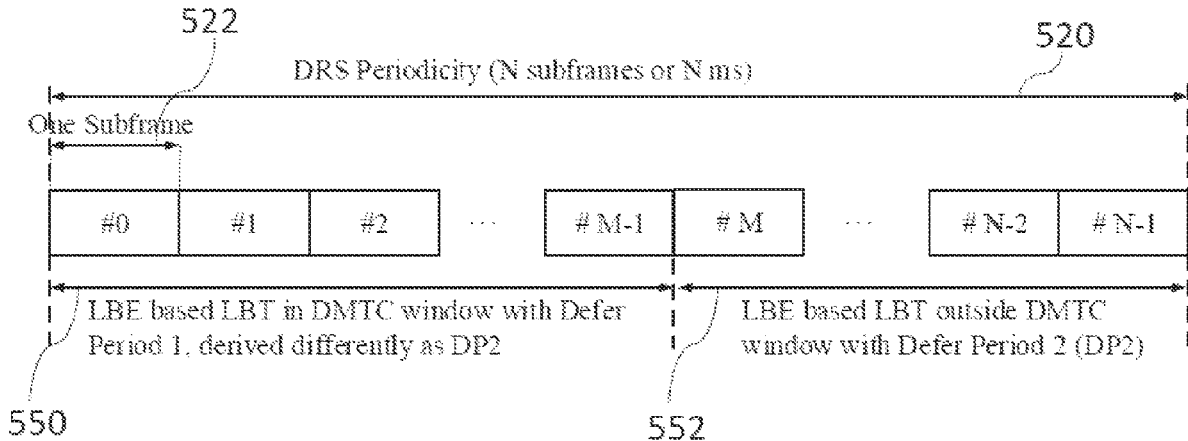 522
520
DRS Periodicity (N subframes or N ms)
One Subframe
#0 #1 #2 ... # M-1 # M ... # N-2 # N-1
LBE based LBT in DMTC window with Defer
Period 1, derived differently as DP2
LBE based LBT outside DMTC
window with Defer Period 2 (DP2)
550
552